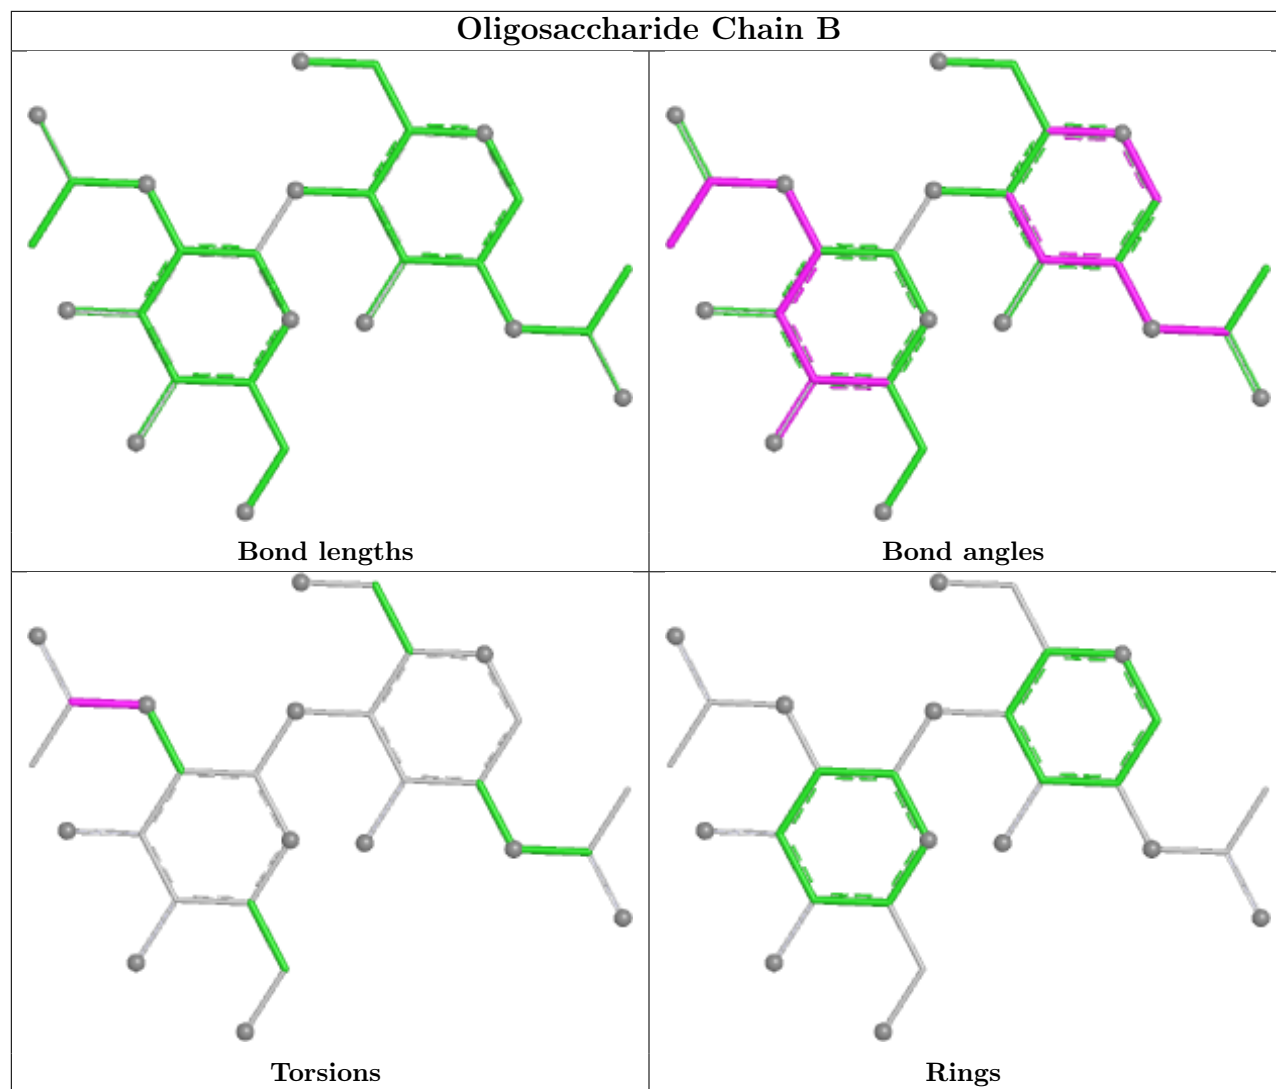 Oligosaccharide Chain B
Bond lengths
Bond angles
Torsions
Rings